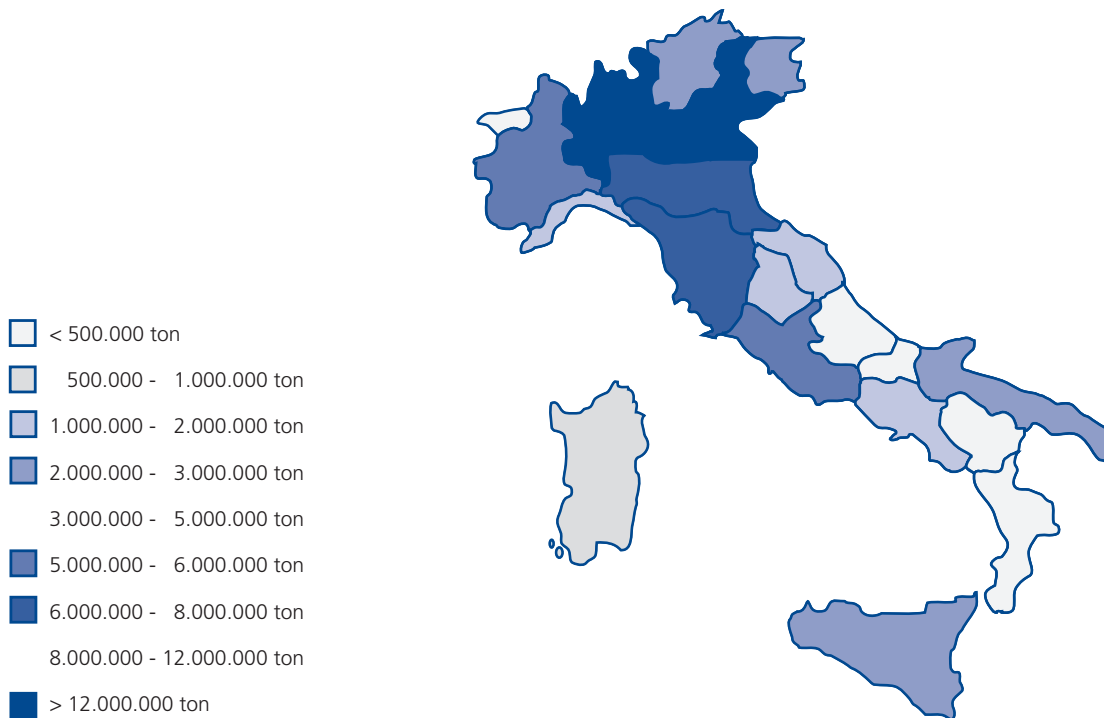 < 500.000 ton
500.000 - 1.000.000 ton
1.000.000 - 2.000.000 ton
2.000.000 - 3.000.000 ton
3.000.000 - 5.000.000 ton
5.000.000 - 6.000.000 ton
6.000.000 - 8.000.000 ton
8.000.000 - 12.000.000 ton
> 12.000.000 ton